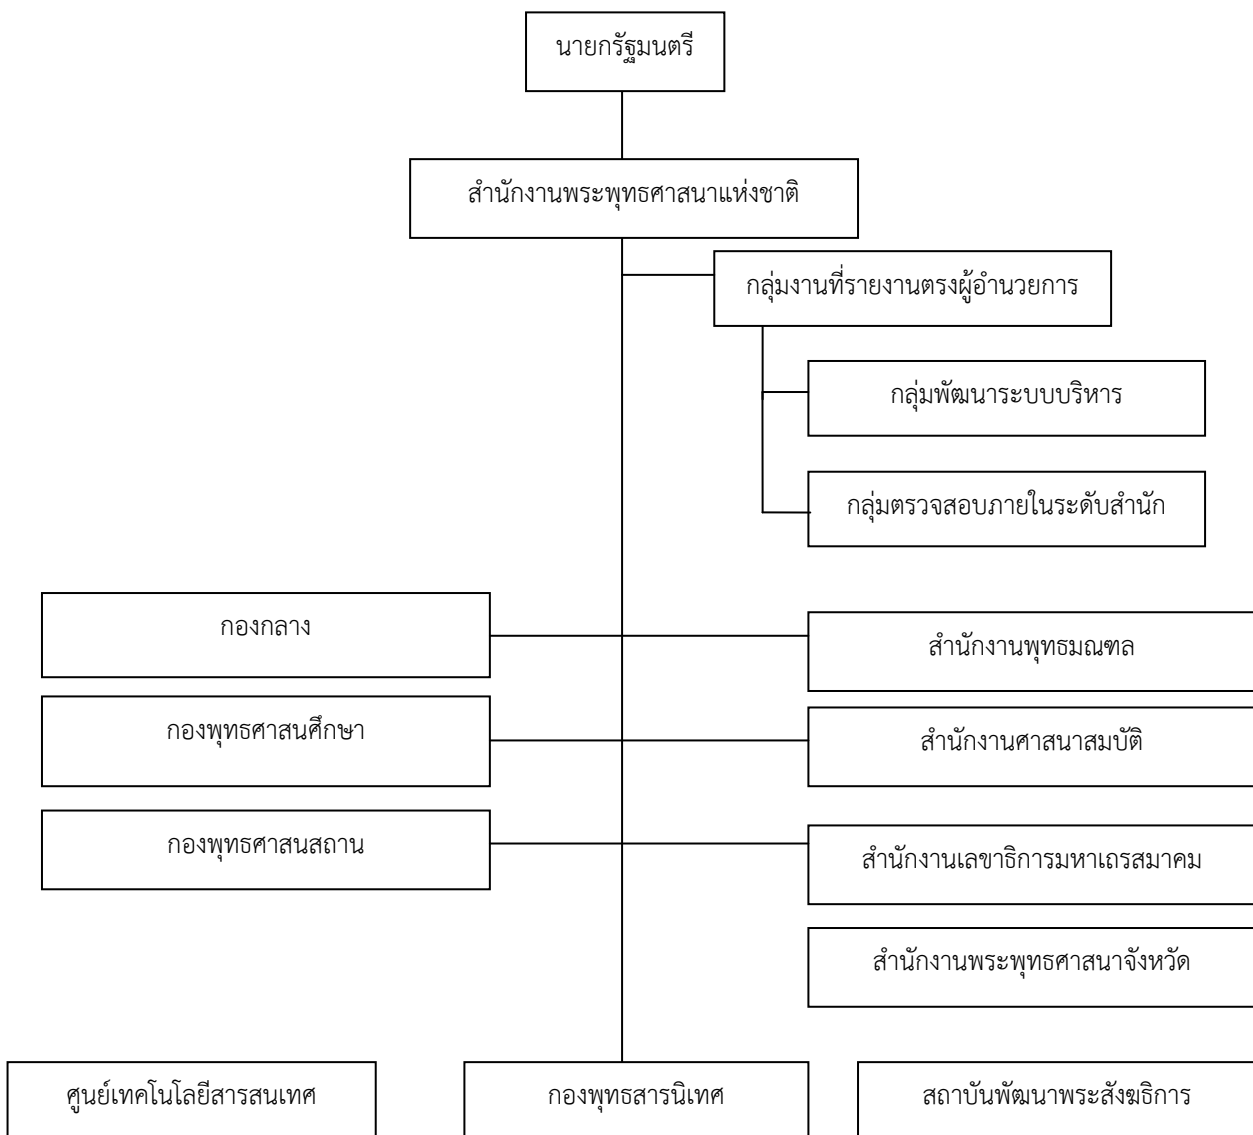 นายกรัฐมนตรี
สำนักงานพระพุทธศาสนาแห่งชาติ
กลุ่มงานที่รายงานตรงผู้อำนวยการ
กลุ่มพัฒนาระบบบริหาร
กลุ่มตรวจสอบภายในระดับสำนัก
กองกลาง
สำนักงานพุทธมณฑล
กองพุทธศาสนศึกษา
สำนักงานศาสนาสมบัติ
กองพุทธศาสนสถาน
สำนักงานเลขาธิการมหาเถรสมาคม
สำนักงานพระพุทธศาสนาจังหวัด
ศูนย์เทคโนโลยีสารสนเทศ
กองพุทธสารนิเทศ
สถาบันพัฒนาพระสังฆธิการ